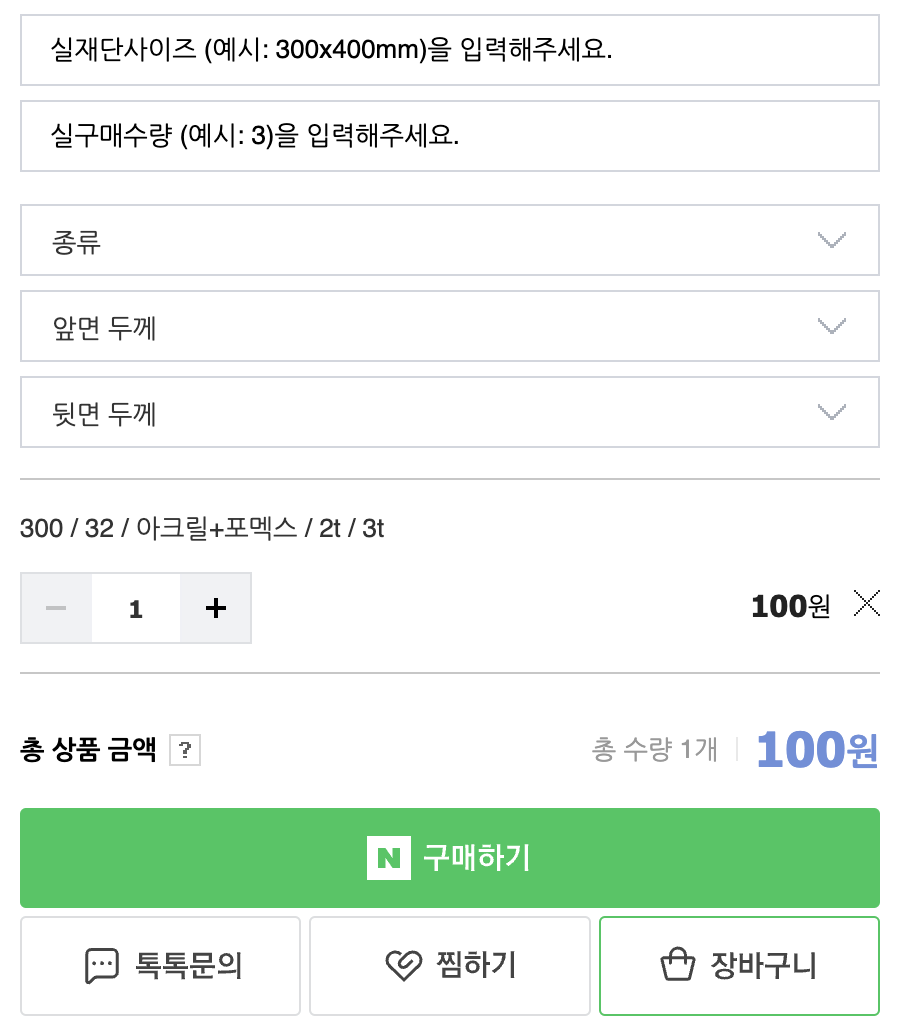 실재단사이즈 (예시: 300x400mm)을 입력해주세요.
실구매수량 (예시: 3)을 입력해주세요.
종류
앞면 두께
뒷면 두께
300 / 32 / 아크릴+포멕스 / 2t / 3t
− 1 + 100원
총 상품 금액 ? 총 수량 1개 100원
N 구매하기
톡톡문의 찜하기 장바구니